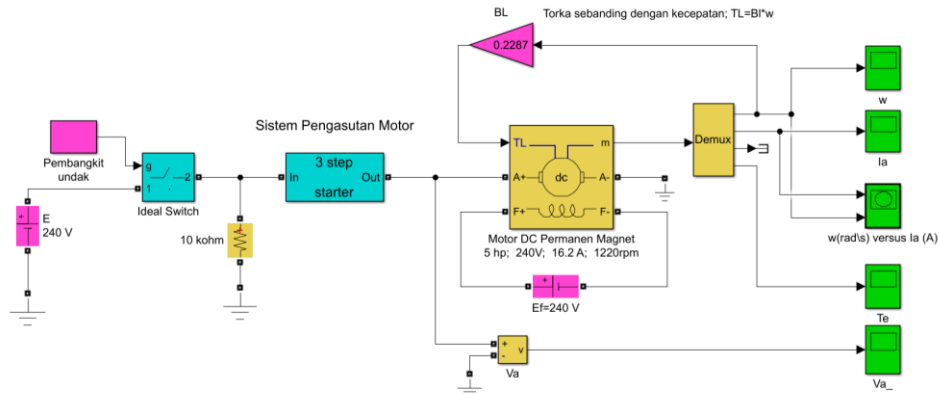 BL
Torka sebanding dengan kecepatan; TL=Bl*w
0.2287
w
Sistem Pengasutan Motor
Pembangkit
undak
g
1
2
Ideal Switch
E
240 V
10 kohm
3 step
starter
In
Out
TL
m
A+
dc
A-
F+
F-
Motor DC Permanen Magnet
5 hp; 240V; 16.2 A; 1220rpm
Ef=240 V
Demux
Ia
w(rad\s) versus Ia (A)
Te
+
-
v
Va
Va_